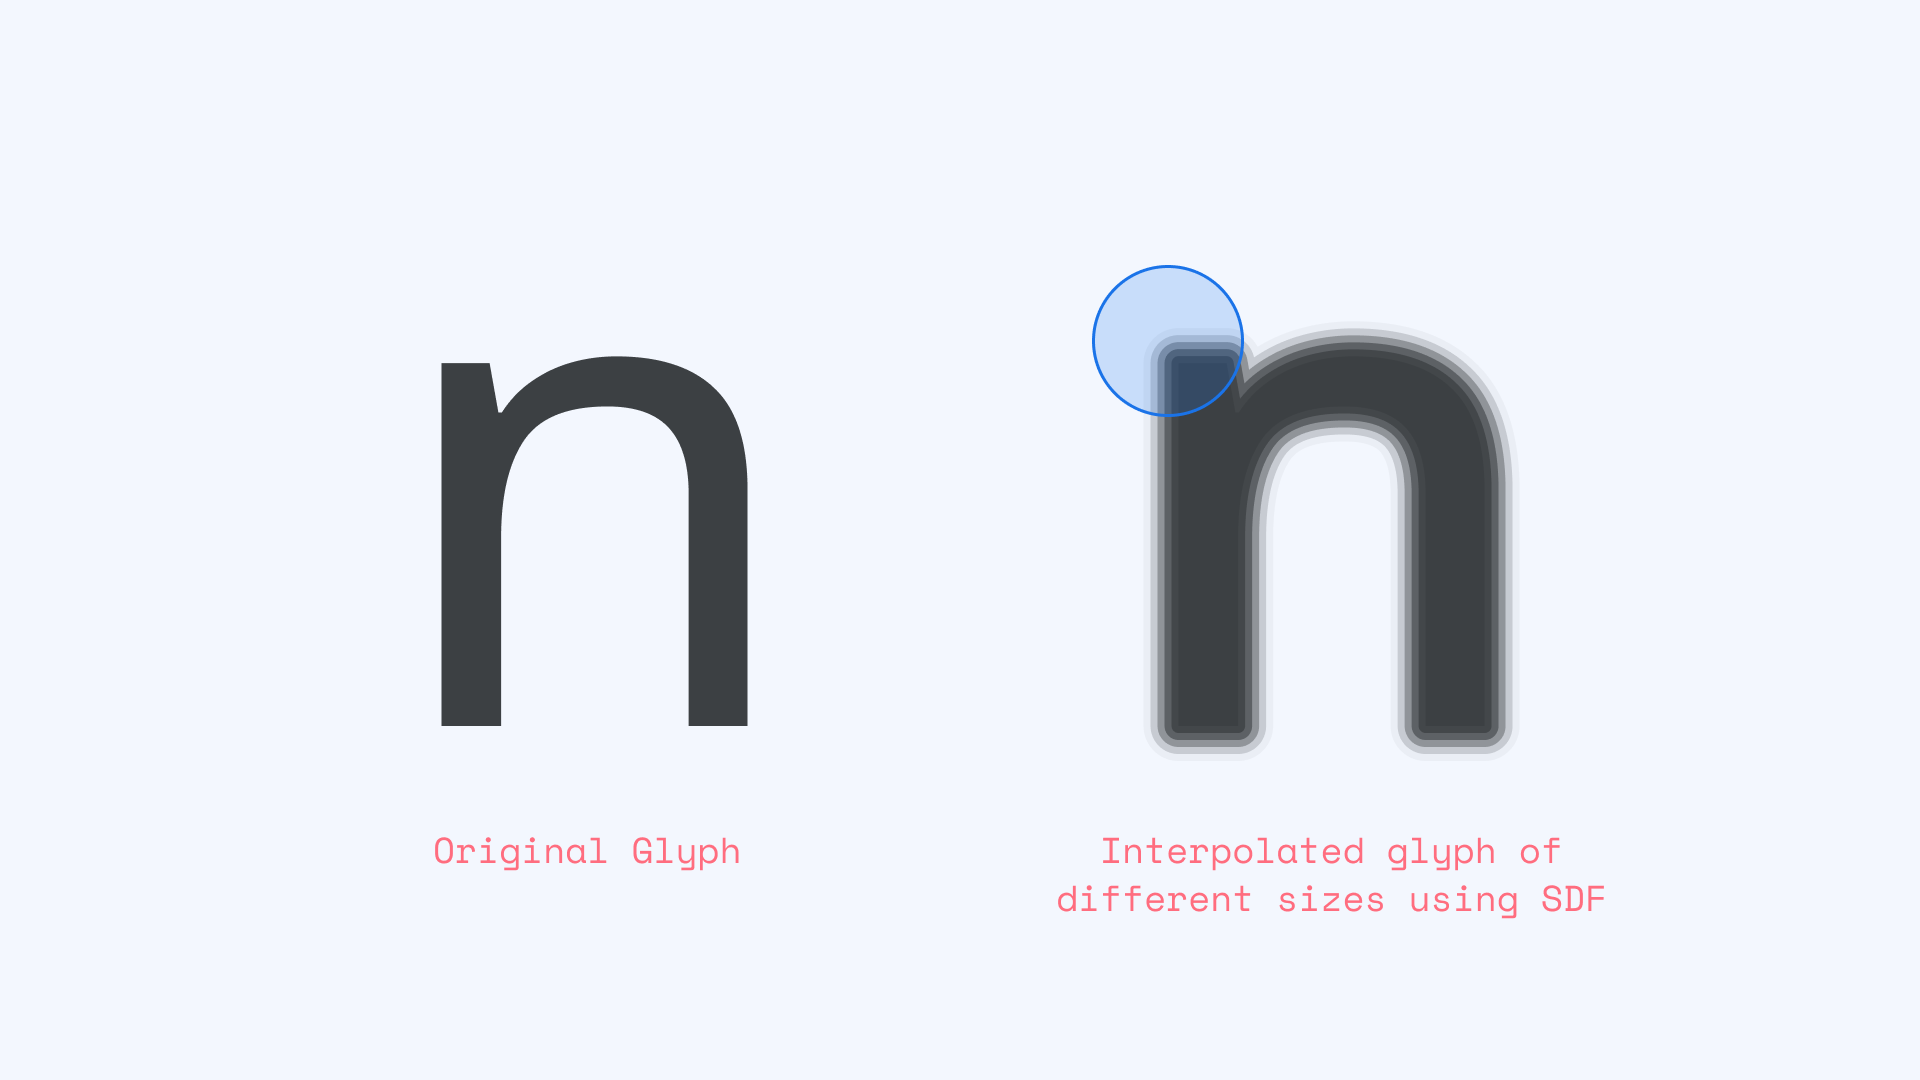 n
n
Original Glyph
Interpolated glyph of
different sizes using SDF